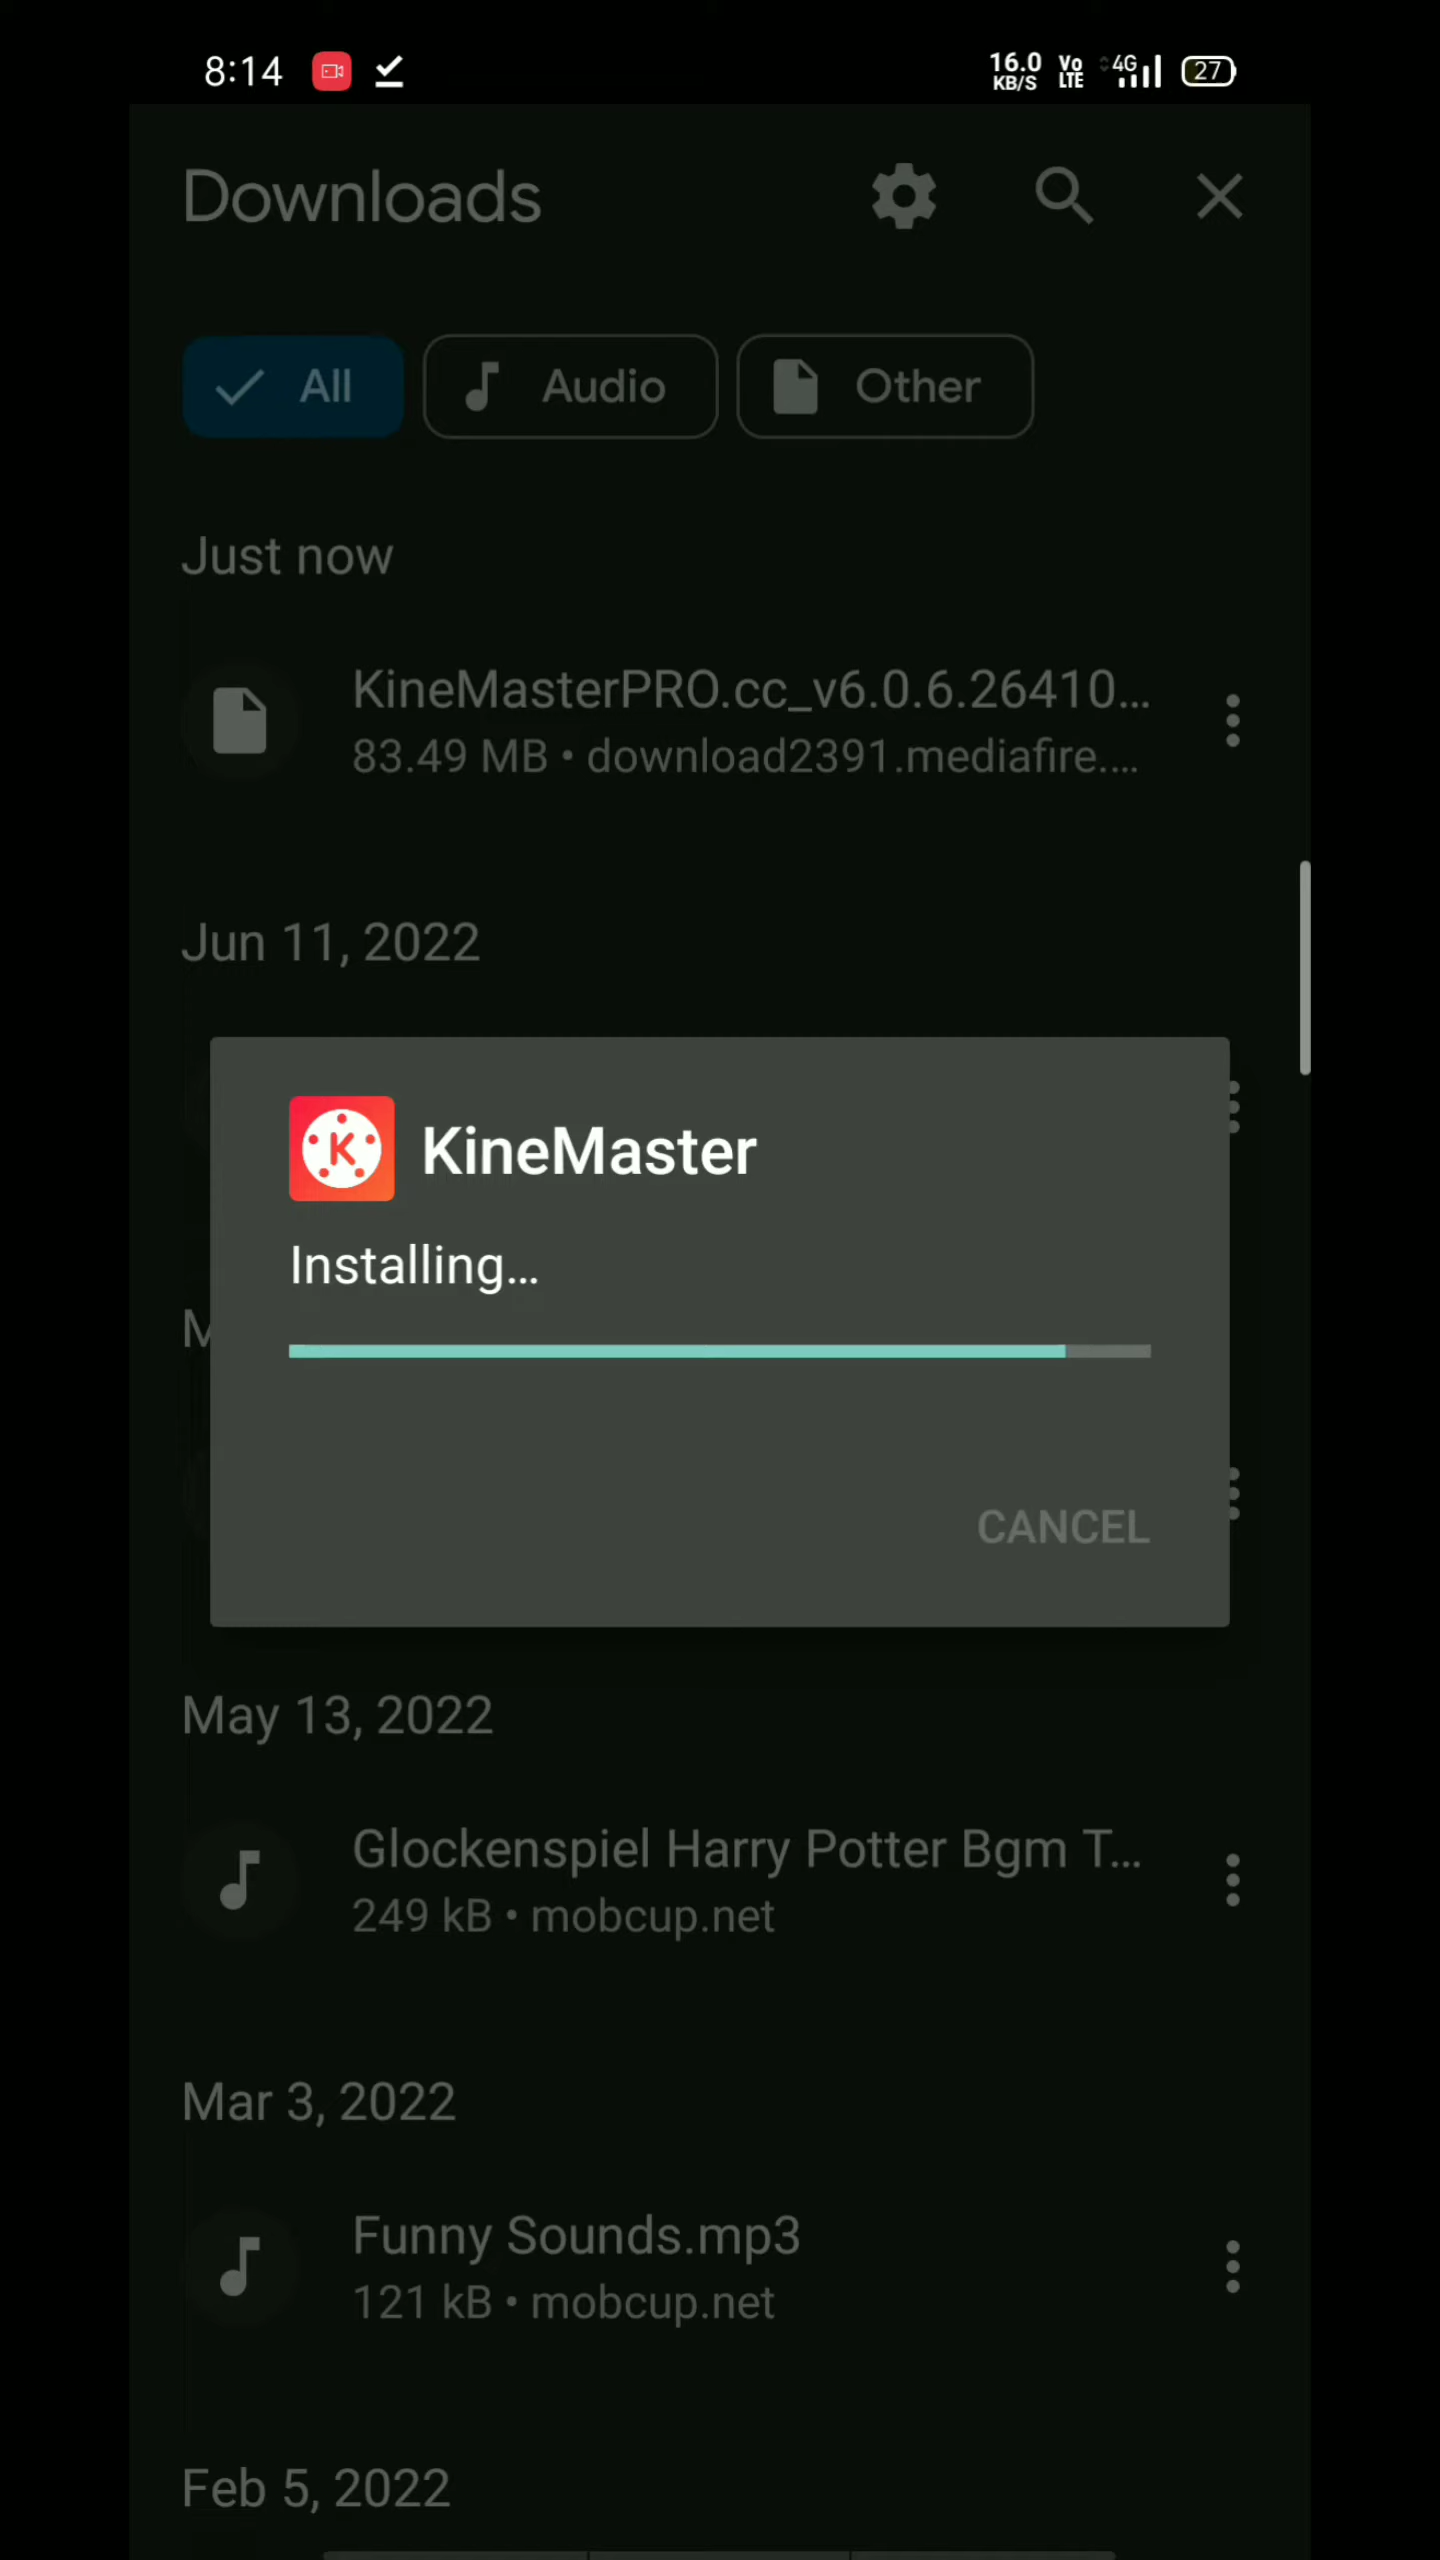 8:14
16.0
KB/S
Vo
LTE
4G
27
Downloads
All
Audio
Other
Just now
KineMasterPRO.cc_v6.0.6.26410...
83.49 MB • download2391.mediafire....
Jun 11, 2022
K
KineMaster
Installing...
M
CANCEL
May 13, 2022
Glockenspiel Harry Potter Bgm T...
249 kB • mobcup.net
Mar 3, 2022
Funny Sounds.mp3
121 kB • mobcup.net
Feb 5, 2022